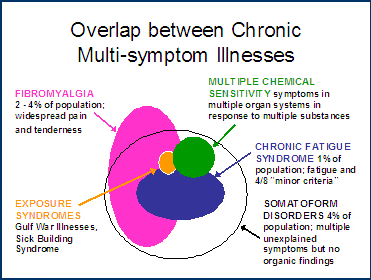 Overlap between Chronic
Multi-symptom Illnesses
FIBROMYALGIA
2 - 4% of population;
widespread pain
and tenderness
MULTIPLE CHEMICAL
SENSITIVITY symptoms in
multiple organ systems in
response to multiple substances
CHRONIC FATIGUE
SYNDROME 1% of
population; fatigue and
4/8 "minor criteria"
EXPOSURE
SYNDROMES
Gulf War Illnesses,
Sick Building
Syndrome
SOMATOFORM
DISORDERS 4% of
population; multiple
unexplained
symptoms but no
organic findings